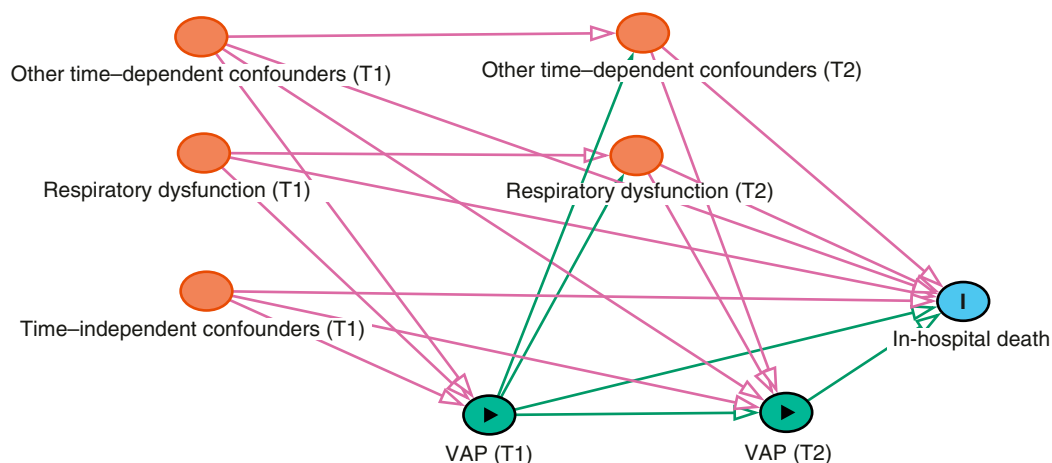 Other time–dependent confounders (T1)
Other time–dependent confounders (T2)
Respiratory dysfunction (T1)
Respiratory dysfunction (T2)
Time–independent confounders (T1)
I
In-hospital death
VAP (T1)
VAP (T2)